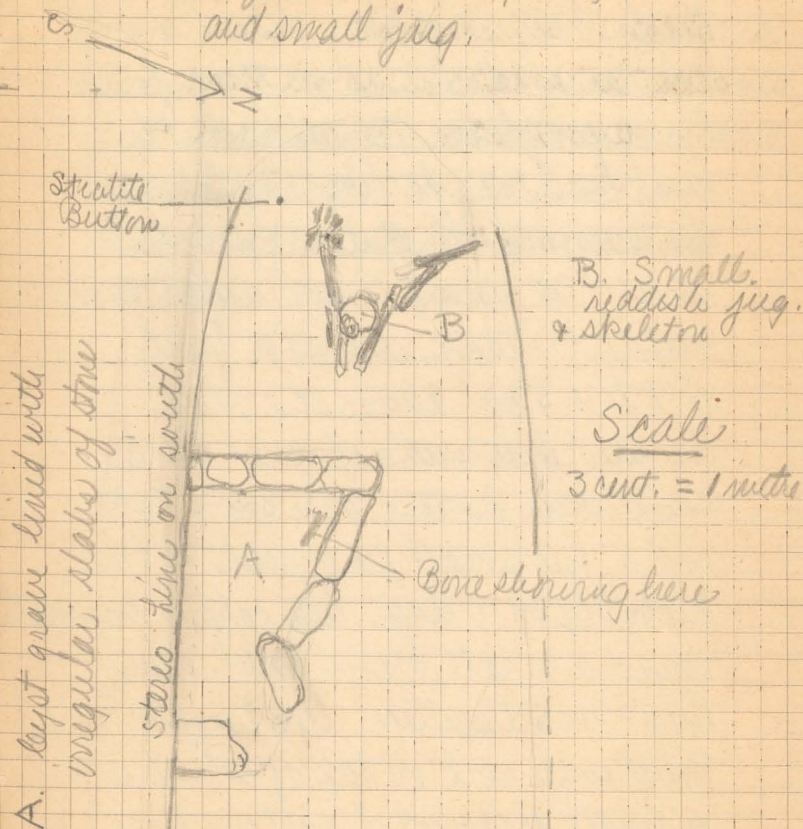 and small jug.
S
N
Steatite
Button
B. Small
reddish jug.
& skeleton
B
Scale
3 cent. = 1 metre
A
Bone showing here
A. Cyst grave lined with
irregular slabs of stone
line on south